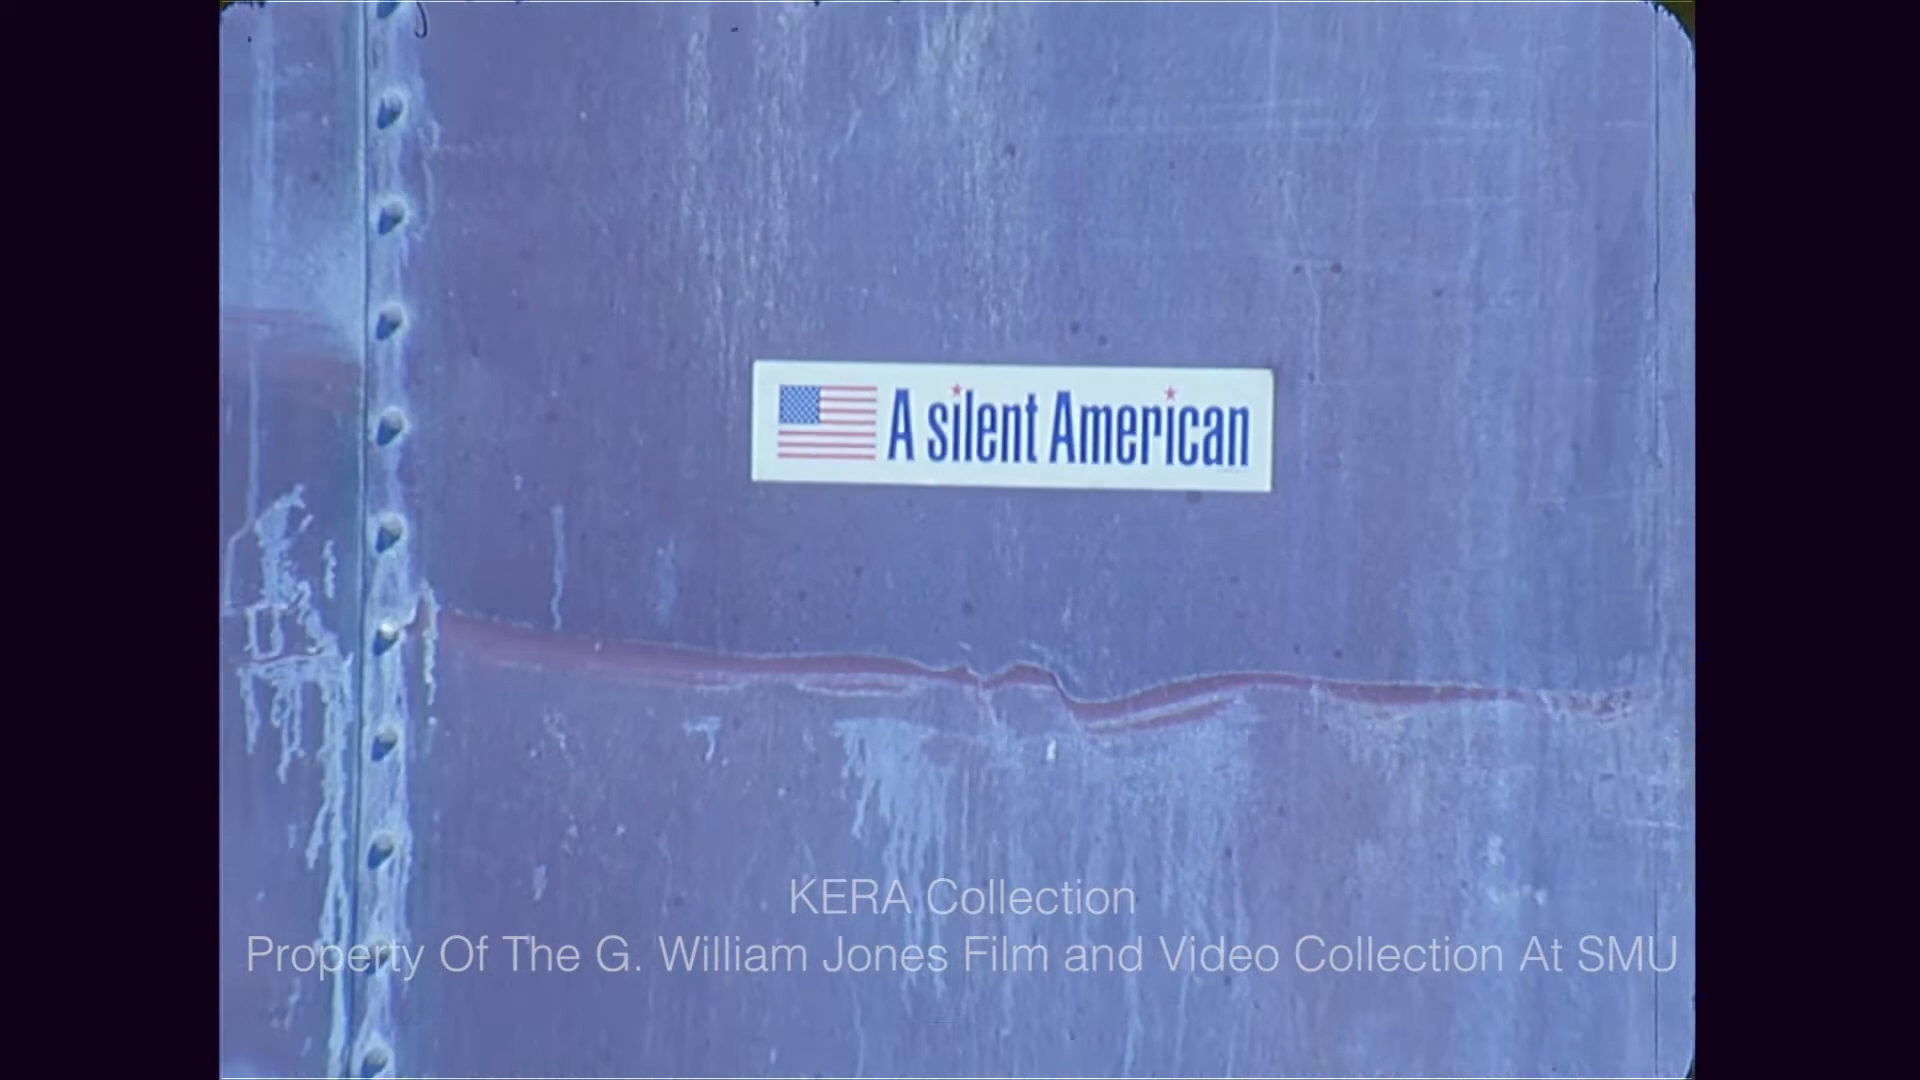 A silent American
KERA Collection
Property Of The G. William Jones Film and Video Collection At SMU